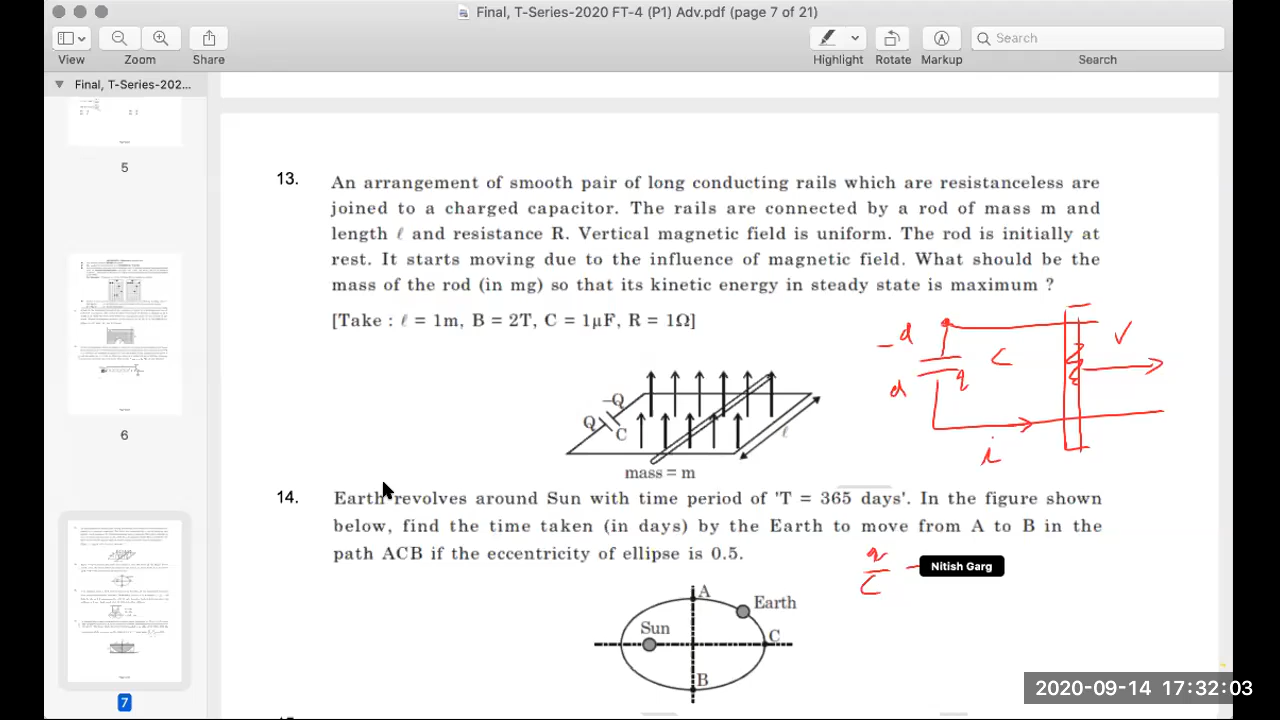 Final, T-Series-2020 FT-4 (P1) Adv.pdf (page 7 of 21)
View
Zoom
Share
Highlight
Rotate
Markup
Search
Search
Final, T-Series-202...
5
6
7
13.
An arrangement of smooth pair of long conducting rails which are resistanceless are
joined to a charged capacitor. The rails are connected by a rod of mass m and
length ℓ and resistance R. Vertical magnetic field is uniform. The rod is initially at
rest. It starts moving due to the influence of magnetic field. What should be the
mass of the rod (in mg) so that its kinetic energy in steady state is maximum ?
[Take : ℓ = 1m, B = 2T, C = 1μF, R = 1Ω]
–Q
Q
C
ℓ
mass = m
C
q
V
i
14.
Earth revolves around Sun with time period of 'T = 365 days'. In the figure shown
below, find the time taken (in days) by the Earth to move from A to B in the
path ACB if the eccentricity of ellipse is 0.5.
q
C
–
Nitish Garg
A
Earth
Sun
C
B
2020-09-14 17:32:03